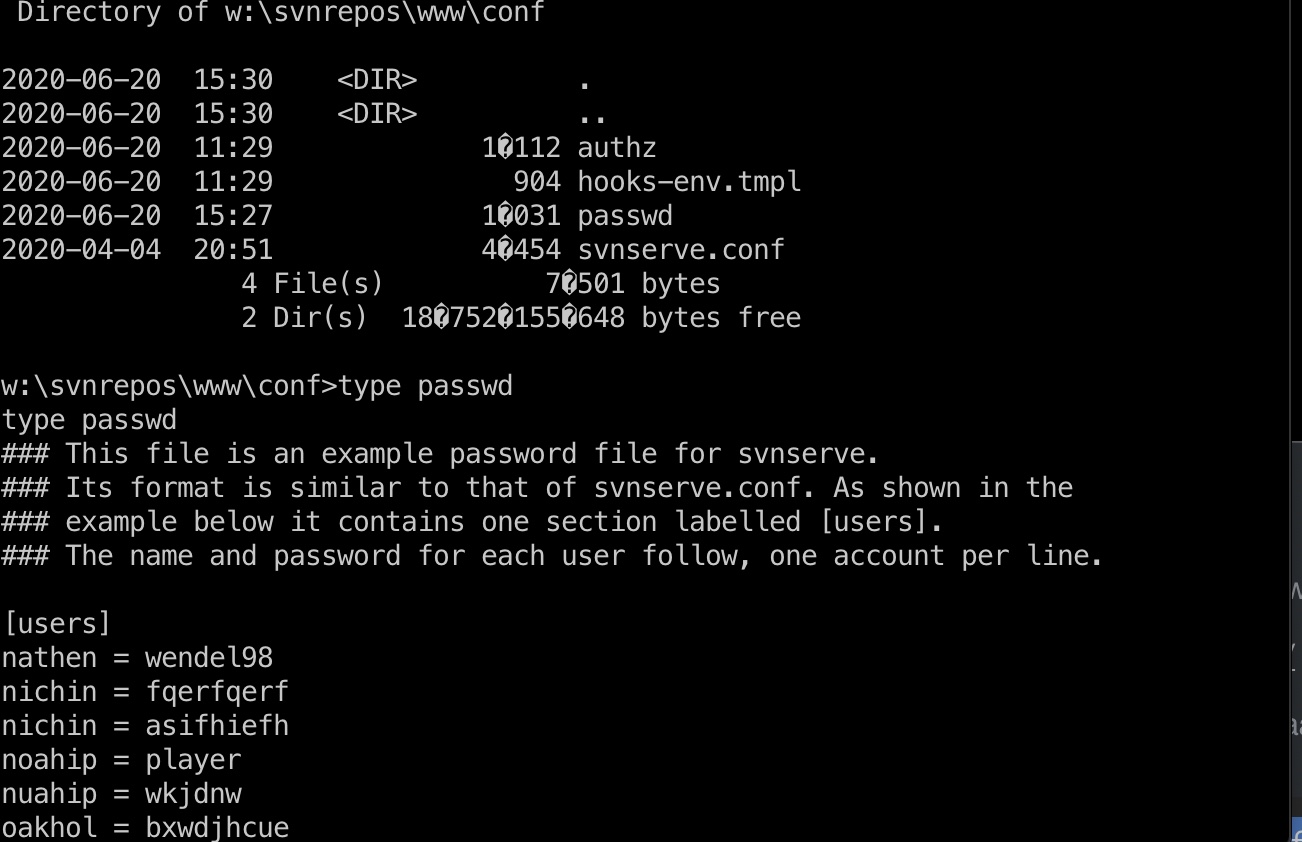 Directory of w:\svnrepos\www\conf
2020-06-20  15:30    <DIR>          .
2020-06-20  15:30    <DIR>          ..
2020-06-20  11:29             1�112 authz
2020-06-20  11:29               904 hooks-env.tmpl
2020-06-20  15:27             1�031 passwd
2020-04-04  20:51             4�454 svnserve.conf
4 File(s)          7�501 bytes
2 Dir(s)  18�752�155�648 bytes free
w:\svnrepos\www\conf>type passwd
type passwd
### This file is an example password file for svnserve.
### Its format is similar to that of svnserve.conf. As shown in the
### example below it contains one section labelled [users].
### The name and password for each user follow, one account per line.
[users]
nathen = wendel98
nichin = fqerfqerf
nichin = asifhiefh
noahip = player
nuahip = wkjdnw
oakhol = bxwdjhcue